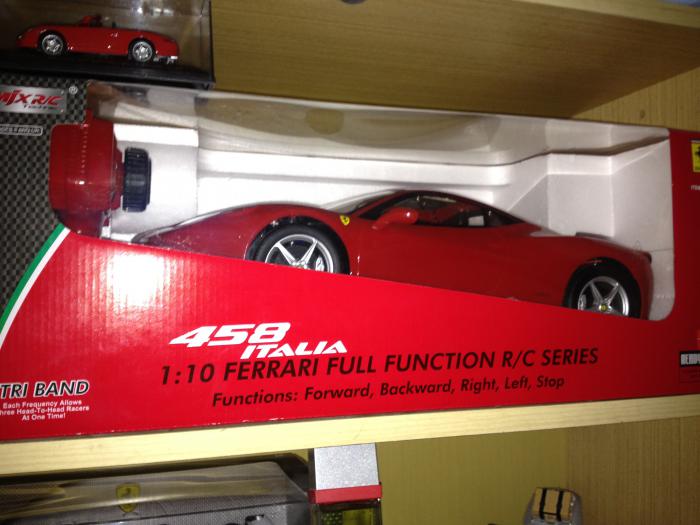 MJX R/C
458
ITALIA
1:10 FERRARI FULL FUNCTION R/C SERIES
Functions: Forward, Backward, Right, Left, Stop
TRI BAND
Each Frequency Allows
Three Head-To-Head Racers
At One Time!